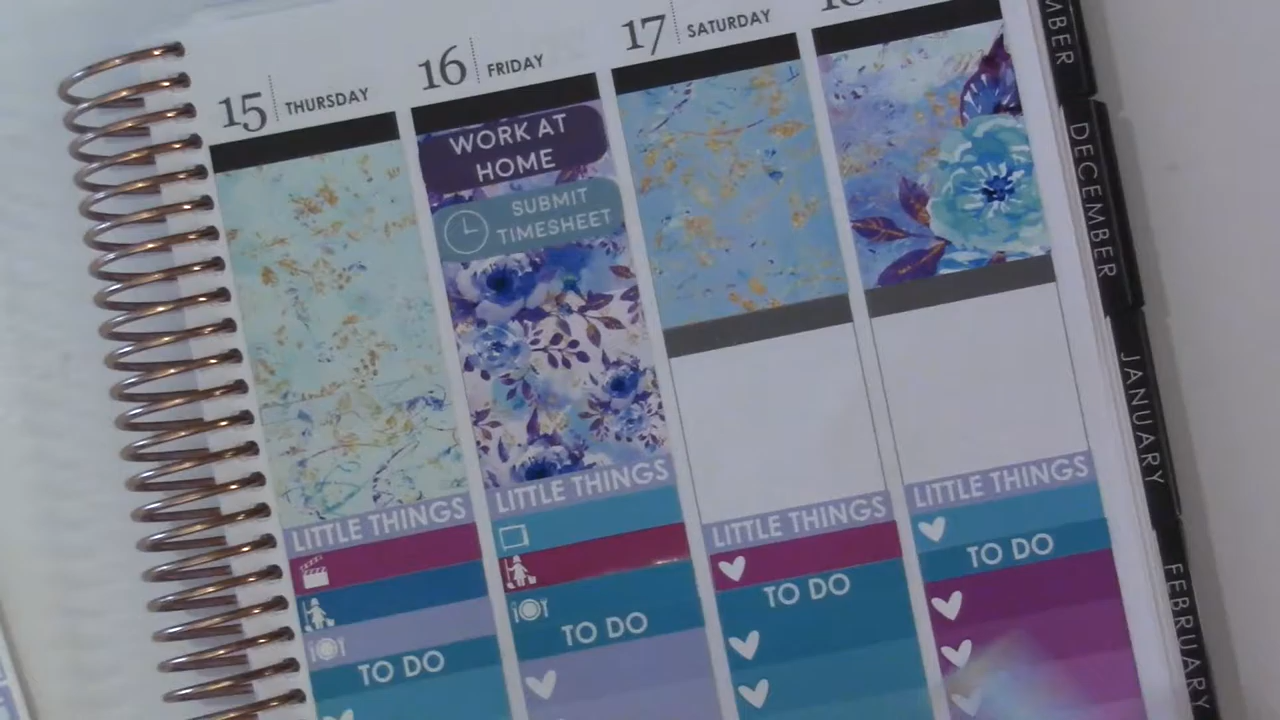 15 THURSDAY
16 FRIDAY
17 SATURDAY
WORK AT
HOME
SUBMIT
TIMESHEET
LITTLE THINGS
LITTLE THINGS
LITTLE THINGS
LITTLE THINGS
TO DO
TO DO
TO DO
TO DO
DECEMBER
JANUARY
FEBRUARY